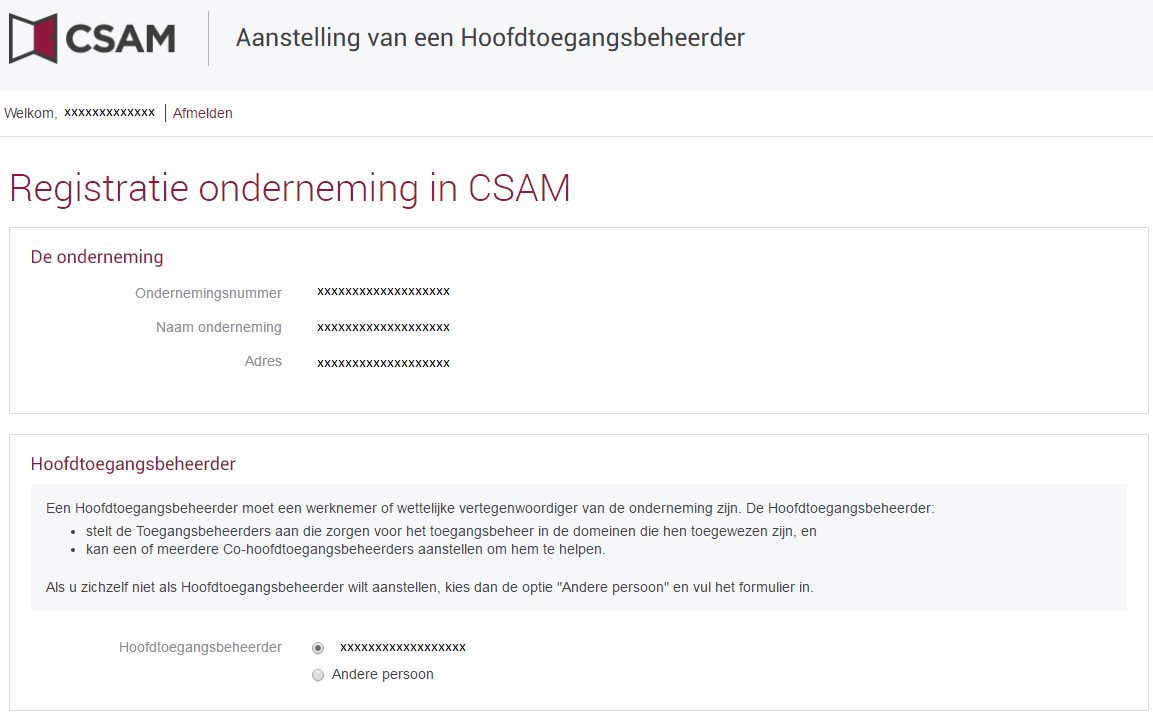 CSAM
Aanstelling van een Hoofdtoegangsbeheerder
Welkom, xxxxxxxxxxxxx Afmelden
Registratie onderneming in CSAM
De onderneming
Ondernemingsnummer xxxxxxxxxxxxxxxxxxx
Naam onderneming xxxxxxxxxxxxxxxxxxx
Adres xxxxxxxxxxxxxxxxxxx
Hoofdtoegangsbeheerder
Een Hoofdtoegangsbeheerder moet een werknemer of wettelijke vertegenwoordiger van de onderneming zijn. De Hoofdtoegangsbeheerder:
• stelt de Toegangsbeheerders aan die zorgen voor het toegangsbeheer in de domeinen die hen toegewezen zijn, en
• kan een of meerdere Co-hoofdtoegangsbeheerders aanstellen om hem te helpen.
Als u zichzelf niet als Hoofdtoegangsbeheerder wilt aanstellen, kies dan de optie "Andere persoon" en vul het formulier in.
Hoofdtoegangsbeheerder xxxxxxxxxxxxxxxxxx
Andere persoon